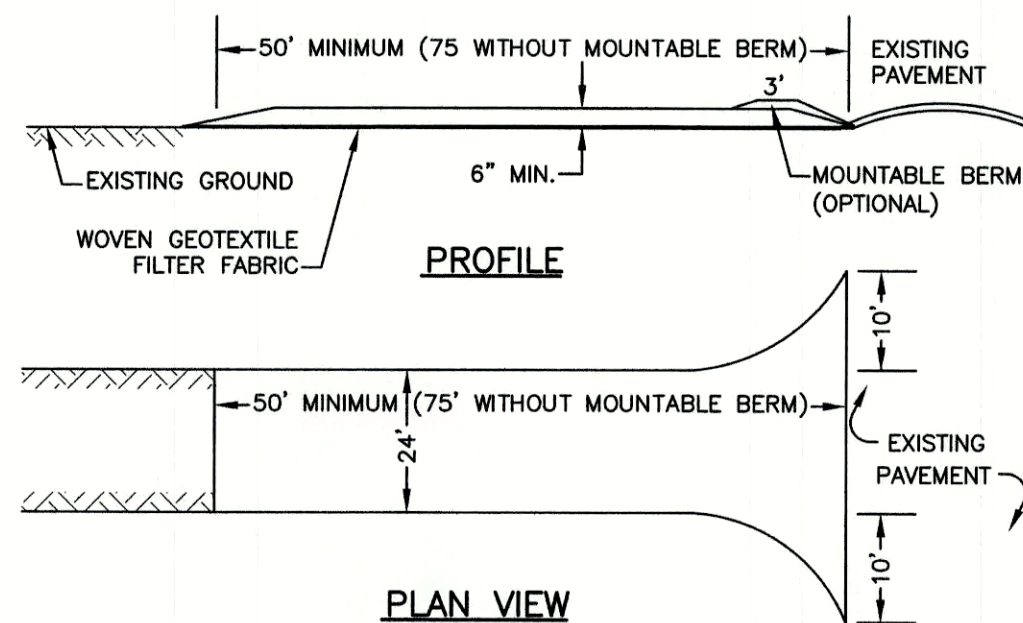 50' MINIMUM (75 WITHOUT MOUNTABLE BERM)
EXISTING
PAVEMENT
3'
EXISTING GROUND
6" MIN.
MOUNTABLE BERM
(OPTIONAL)
WOVEN GEOTEXTILE
FILTER FABRIC
PROFILE
10'
50' MINIMUM (75' WITHOUT MOUNTABLE BERM)
24'
EXISTING
PAVEMENT
10'
PLAN VIEW